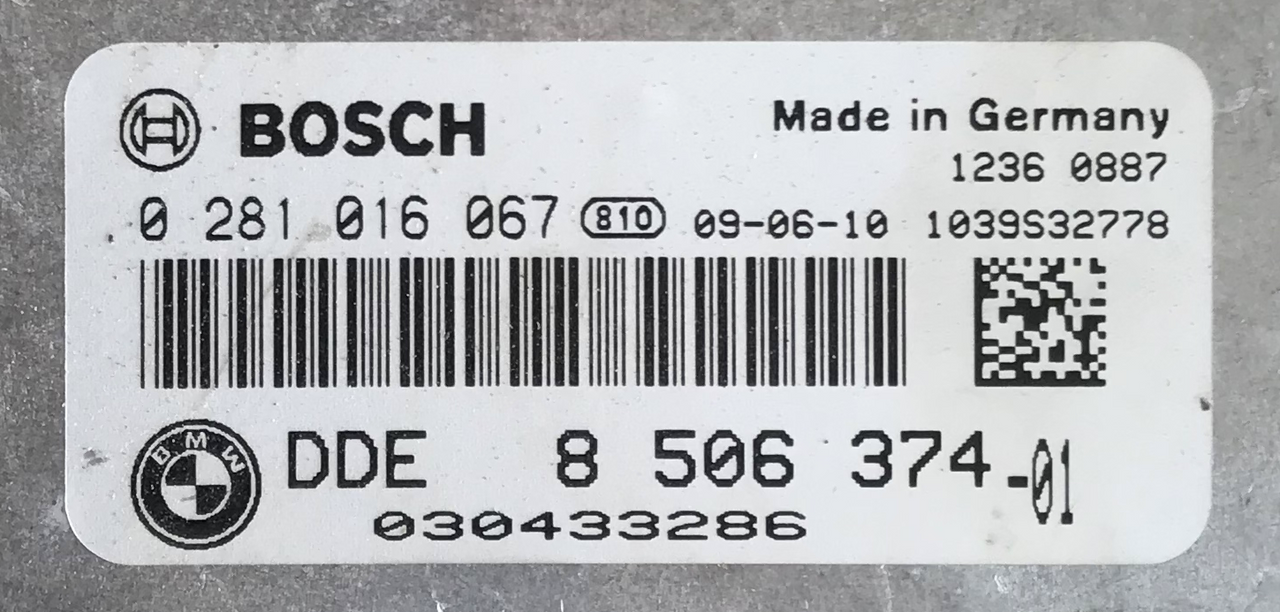 BOSCH
Made in Germany
1236 0887
0 281 016 067 810 09-06-10 1039S32778
BMW
DDE 8 506 374-01
030433286